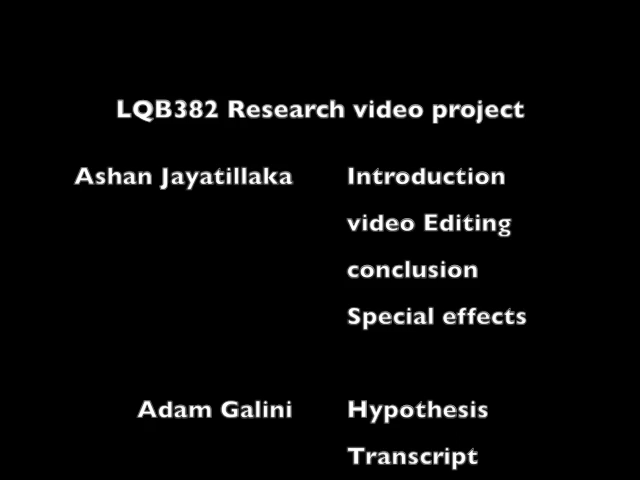 LQB382 Research video project
Ashan Jayatillaka Introduction
video Editing
conclusion
Special effects
Adam Galini Hypothesis
Transcript